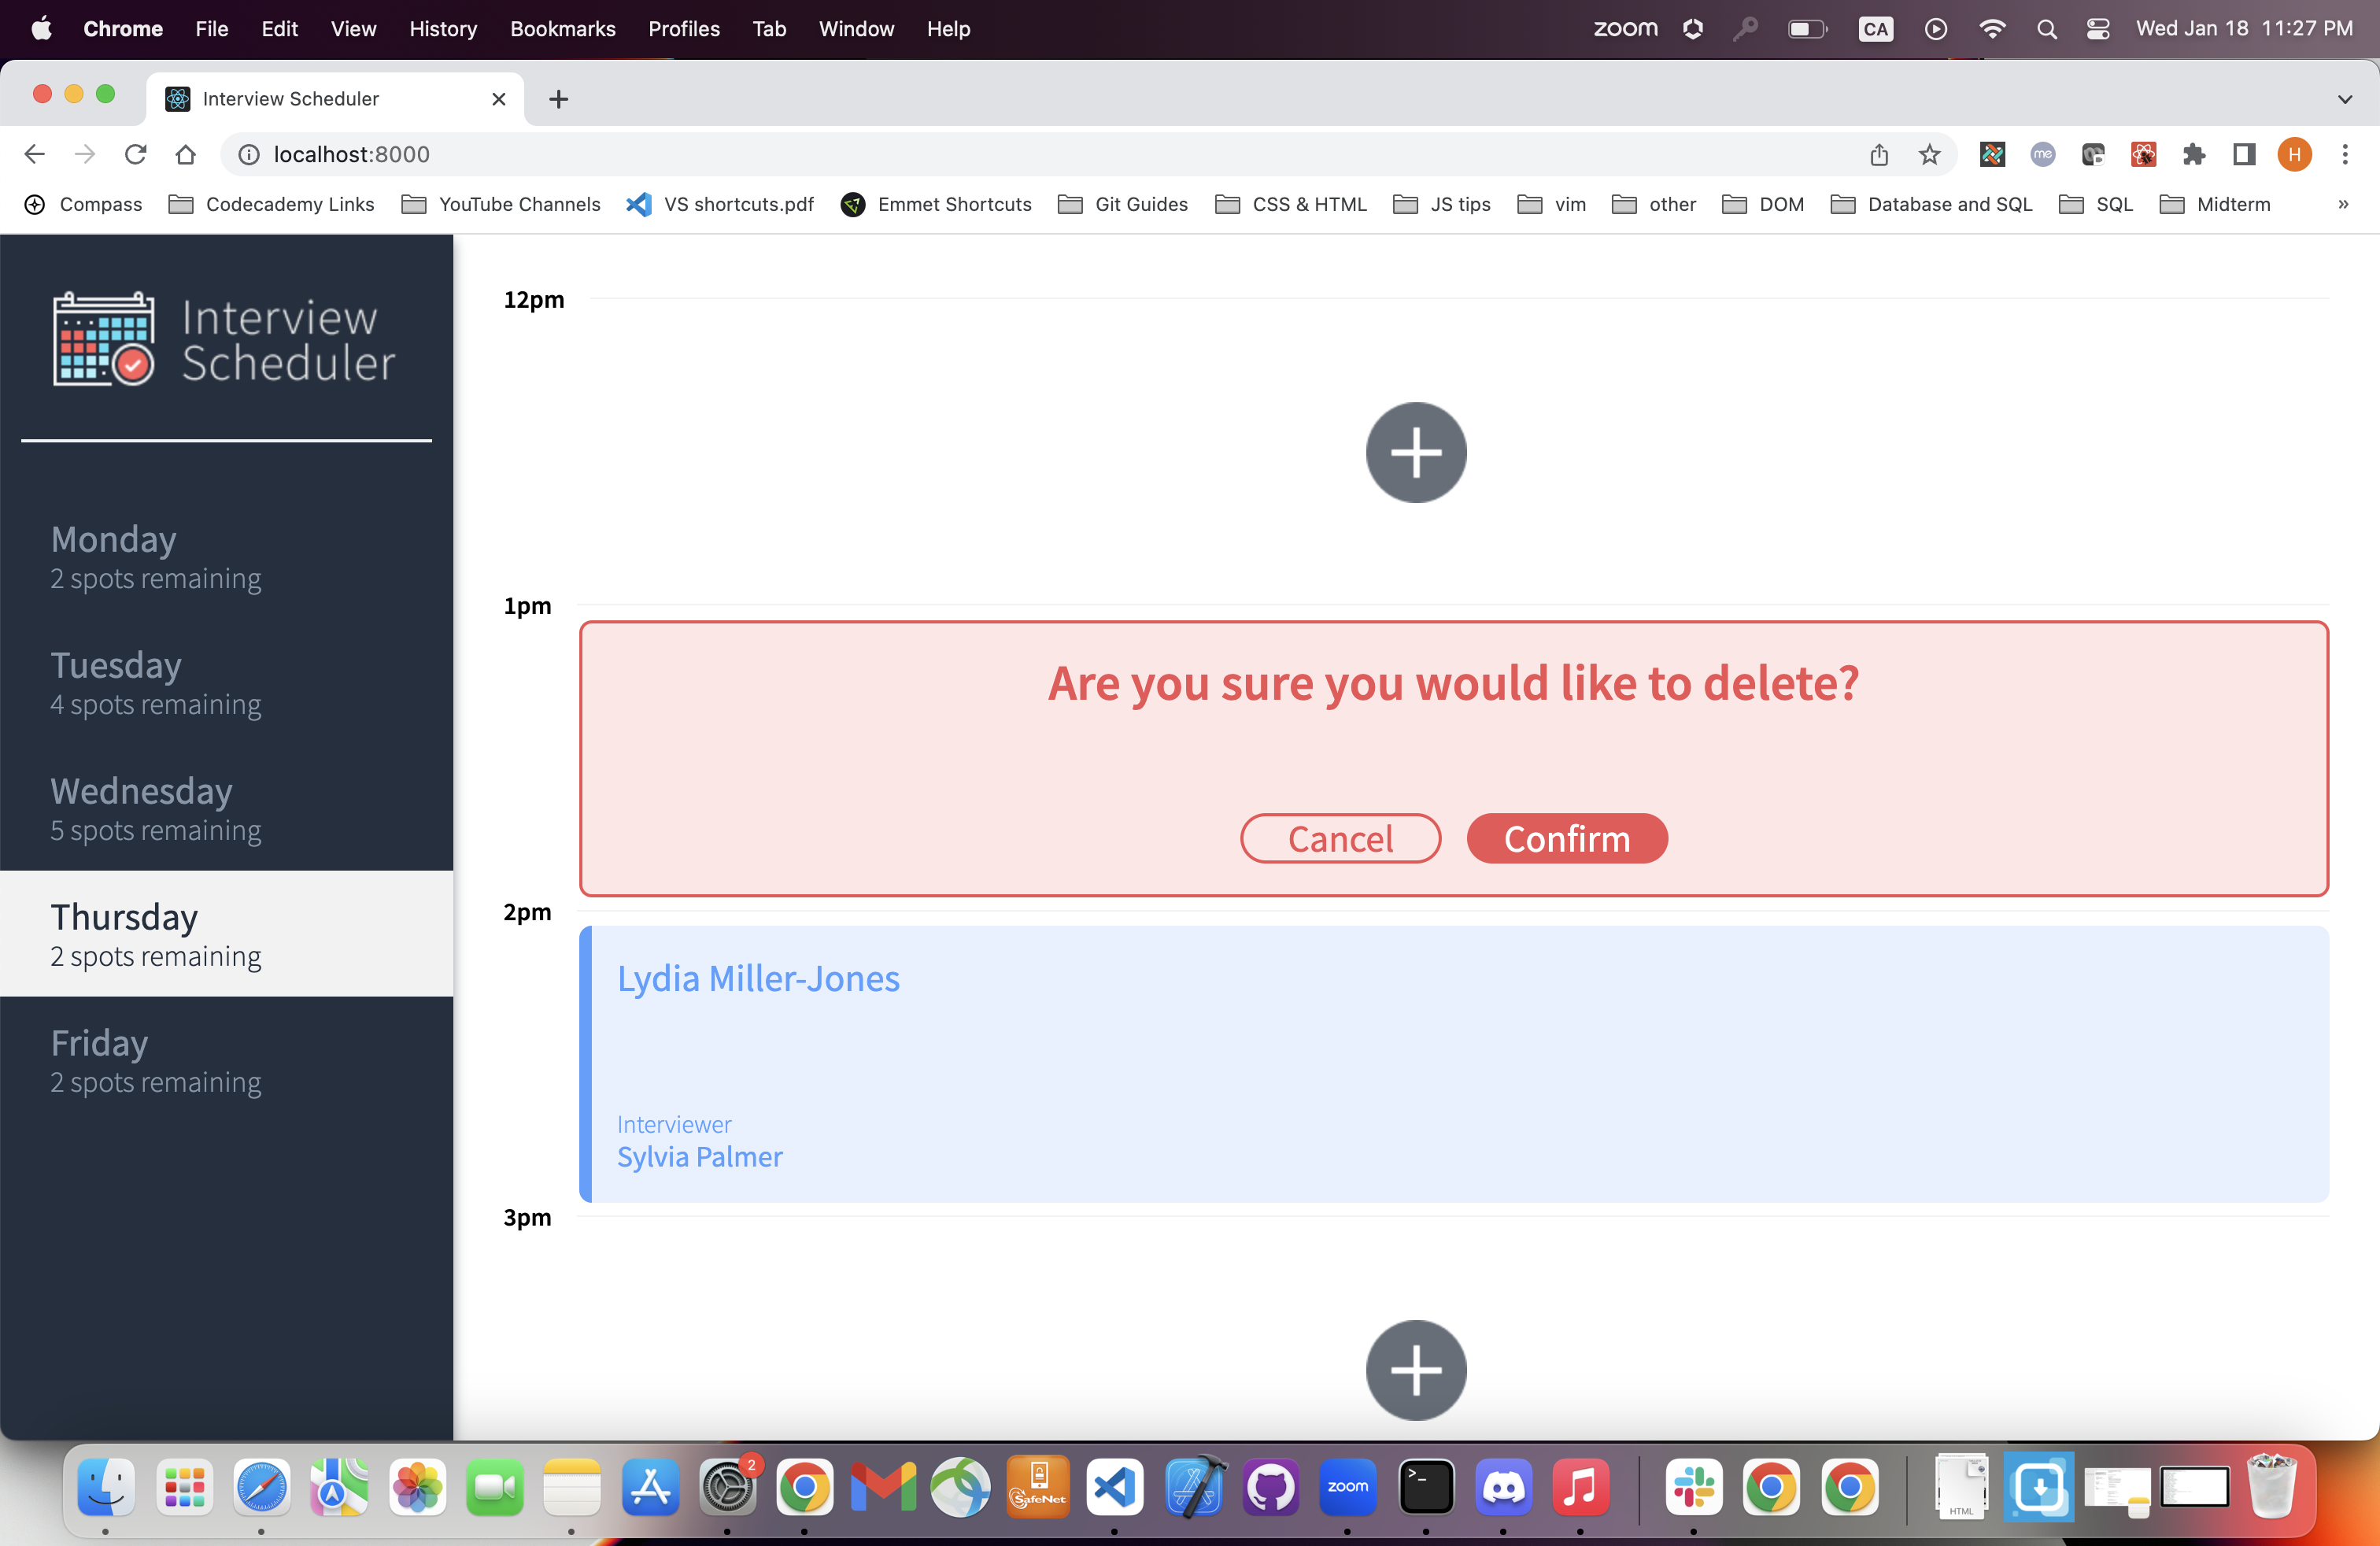 Chrome File Edit View History Bookmarks Profiles Tab Window Help zoom CA Wed Jan 18 11:27 PM
Interview Scheduler
localhost:8000 me H
Compass Codecademy Links YouTube Channels VS shortcuts.pdf Emmet Shortcuts Git Guides CSS & HTML JS tips vim other DOM Database and SQL SQL Midterm »
Interview
Scheduler
Monday
2 spots remaining
Tuesday
4 spots remaining
Wednesday
5 spots remaining
Thursday
2 spots remaining
Friday
2 spots remaining
12pm
1pm
Are you sure you would like to delete?
Cancel Confirm
2pm
Lydia Miller-Jones
Interviewer
Sylvia Palmer
3pm
2
SafeNet
zoom
>_
HTML